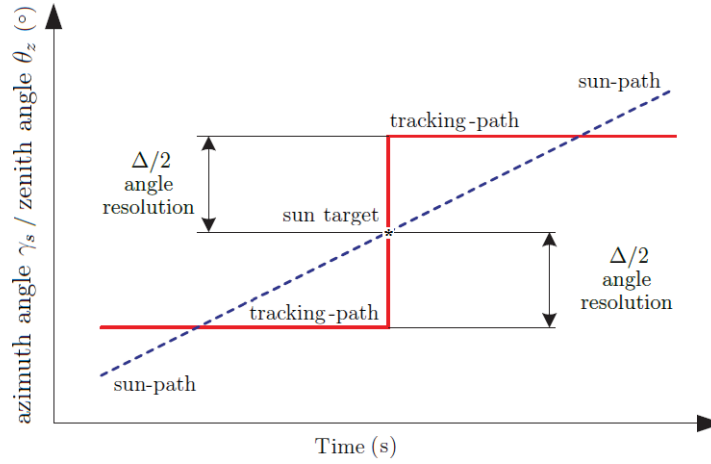 azimuth angle γs / zenith angle θz (○)
sun-path
tracking-path
Δ/2
angle
resolution
sun target
*
Δ/2
angle
resolution
tracking-path
sun-path
Time (s)